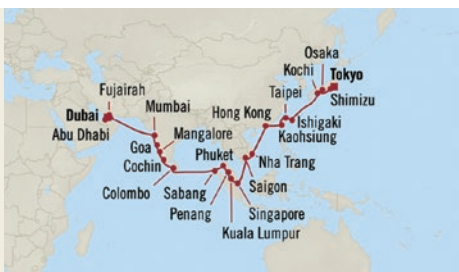 Osaka
Kochi
Tokyo
Taipei
Shimizu
Fujairah
Hong Kong
Mumbai
Dubai
Ishigaki
Abu Dhabi
Mangalore
Kaohsiung
Goa
Phuket
Nha Trang
Cochin
Colombo
Sabang
Saigon
Penang
Singapore
Kuala Lumpur